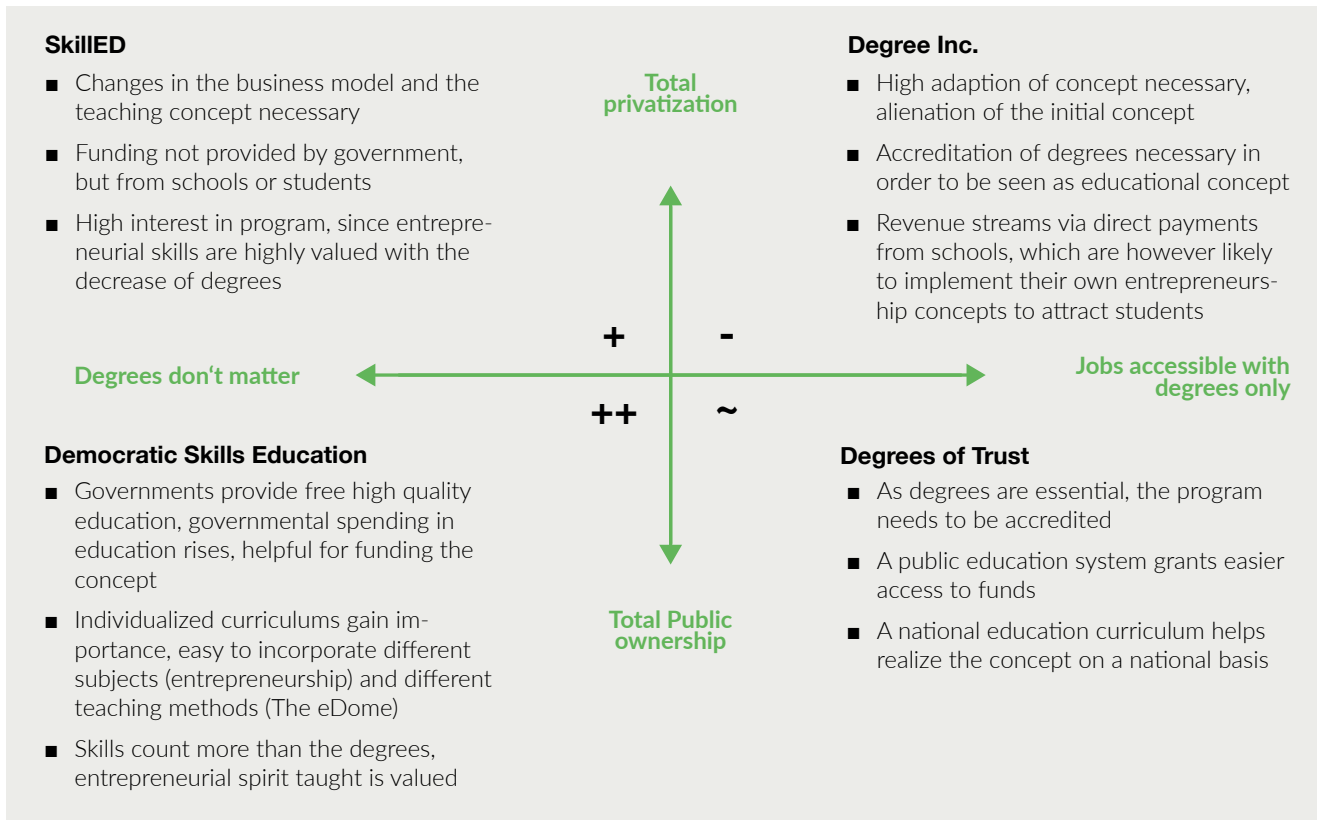 SkillED
■ Changes in the business model and the
teaching concept necessary
■ Funding not provided by government,
but from schools or students
■ High interest in program, since entrepre-
neurial skills are highly valued with the
decrease of degrees
Total
privatization
Degree Inc.
■ High adaption of concept necessary,
alienation of the initial concept
■ Accreditation of degrees necessary in
order to be seen as educational concept
■ Revenue streams via direct payments
from schools, which are however likely
to implement their own entrepreneurs-
hip concepts to attract students
+ -
Degrees don‘t matter
Jobs accessible with
degrees only
++ ~
Democratic Skills Education
■ Governments provide free high quality
education, governmental spending in
education rises, helpful for funding the
concept
■ Individualized curriculums gain im-
portance, easy to incorporate different
subjects (entrepreneurship) and different
teaching methods (The eDome)
■ Skills count more than the degrees,
entrepreneurial spirit taught is valued
Total Public
ownership
Degrees of Trust
■ As degrees are essential, the program
needs to be accredited
■ A public education system grants easier
access to funds
■ A national education curriculum helps
realize the concept on a national basis